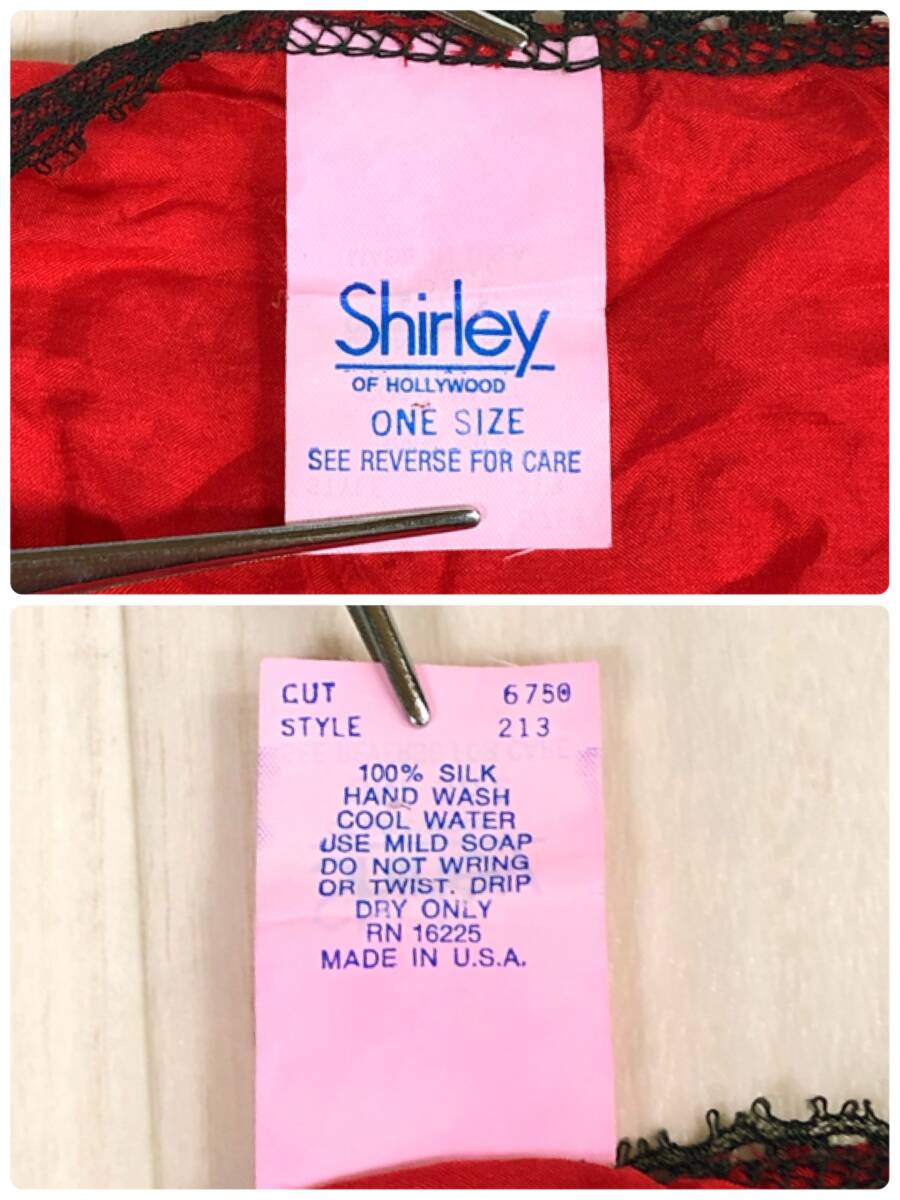 Shirley
OF HOLLYWOOD
ONE SIZE
SEE REVERSE FOR CARE
CUT 6750
STYLE 213
100% SILK
HAND WASH
COOL WATER
USE MILD SOAP
DO NOT WRING
OR TWIST. DRIP
DRY ONLY
RN 16225
MADE IN U.S.A.